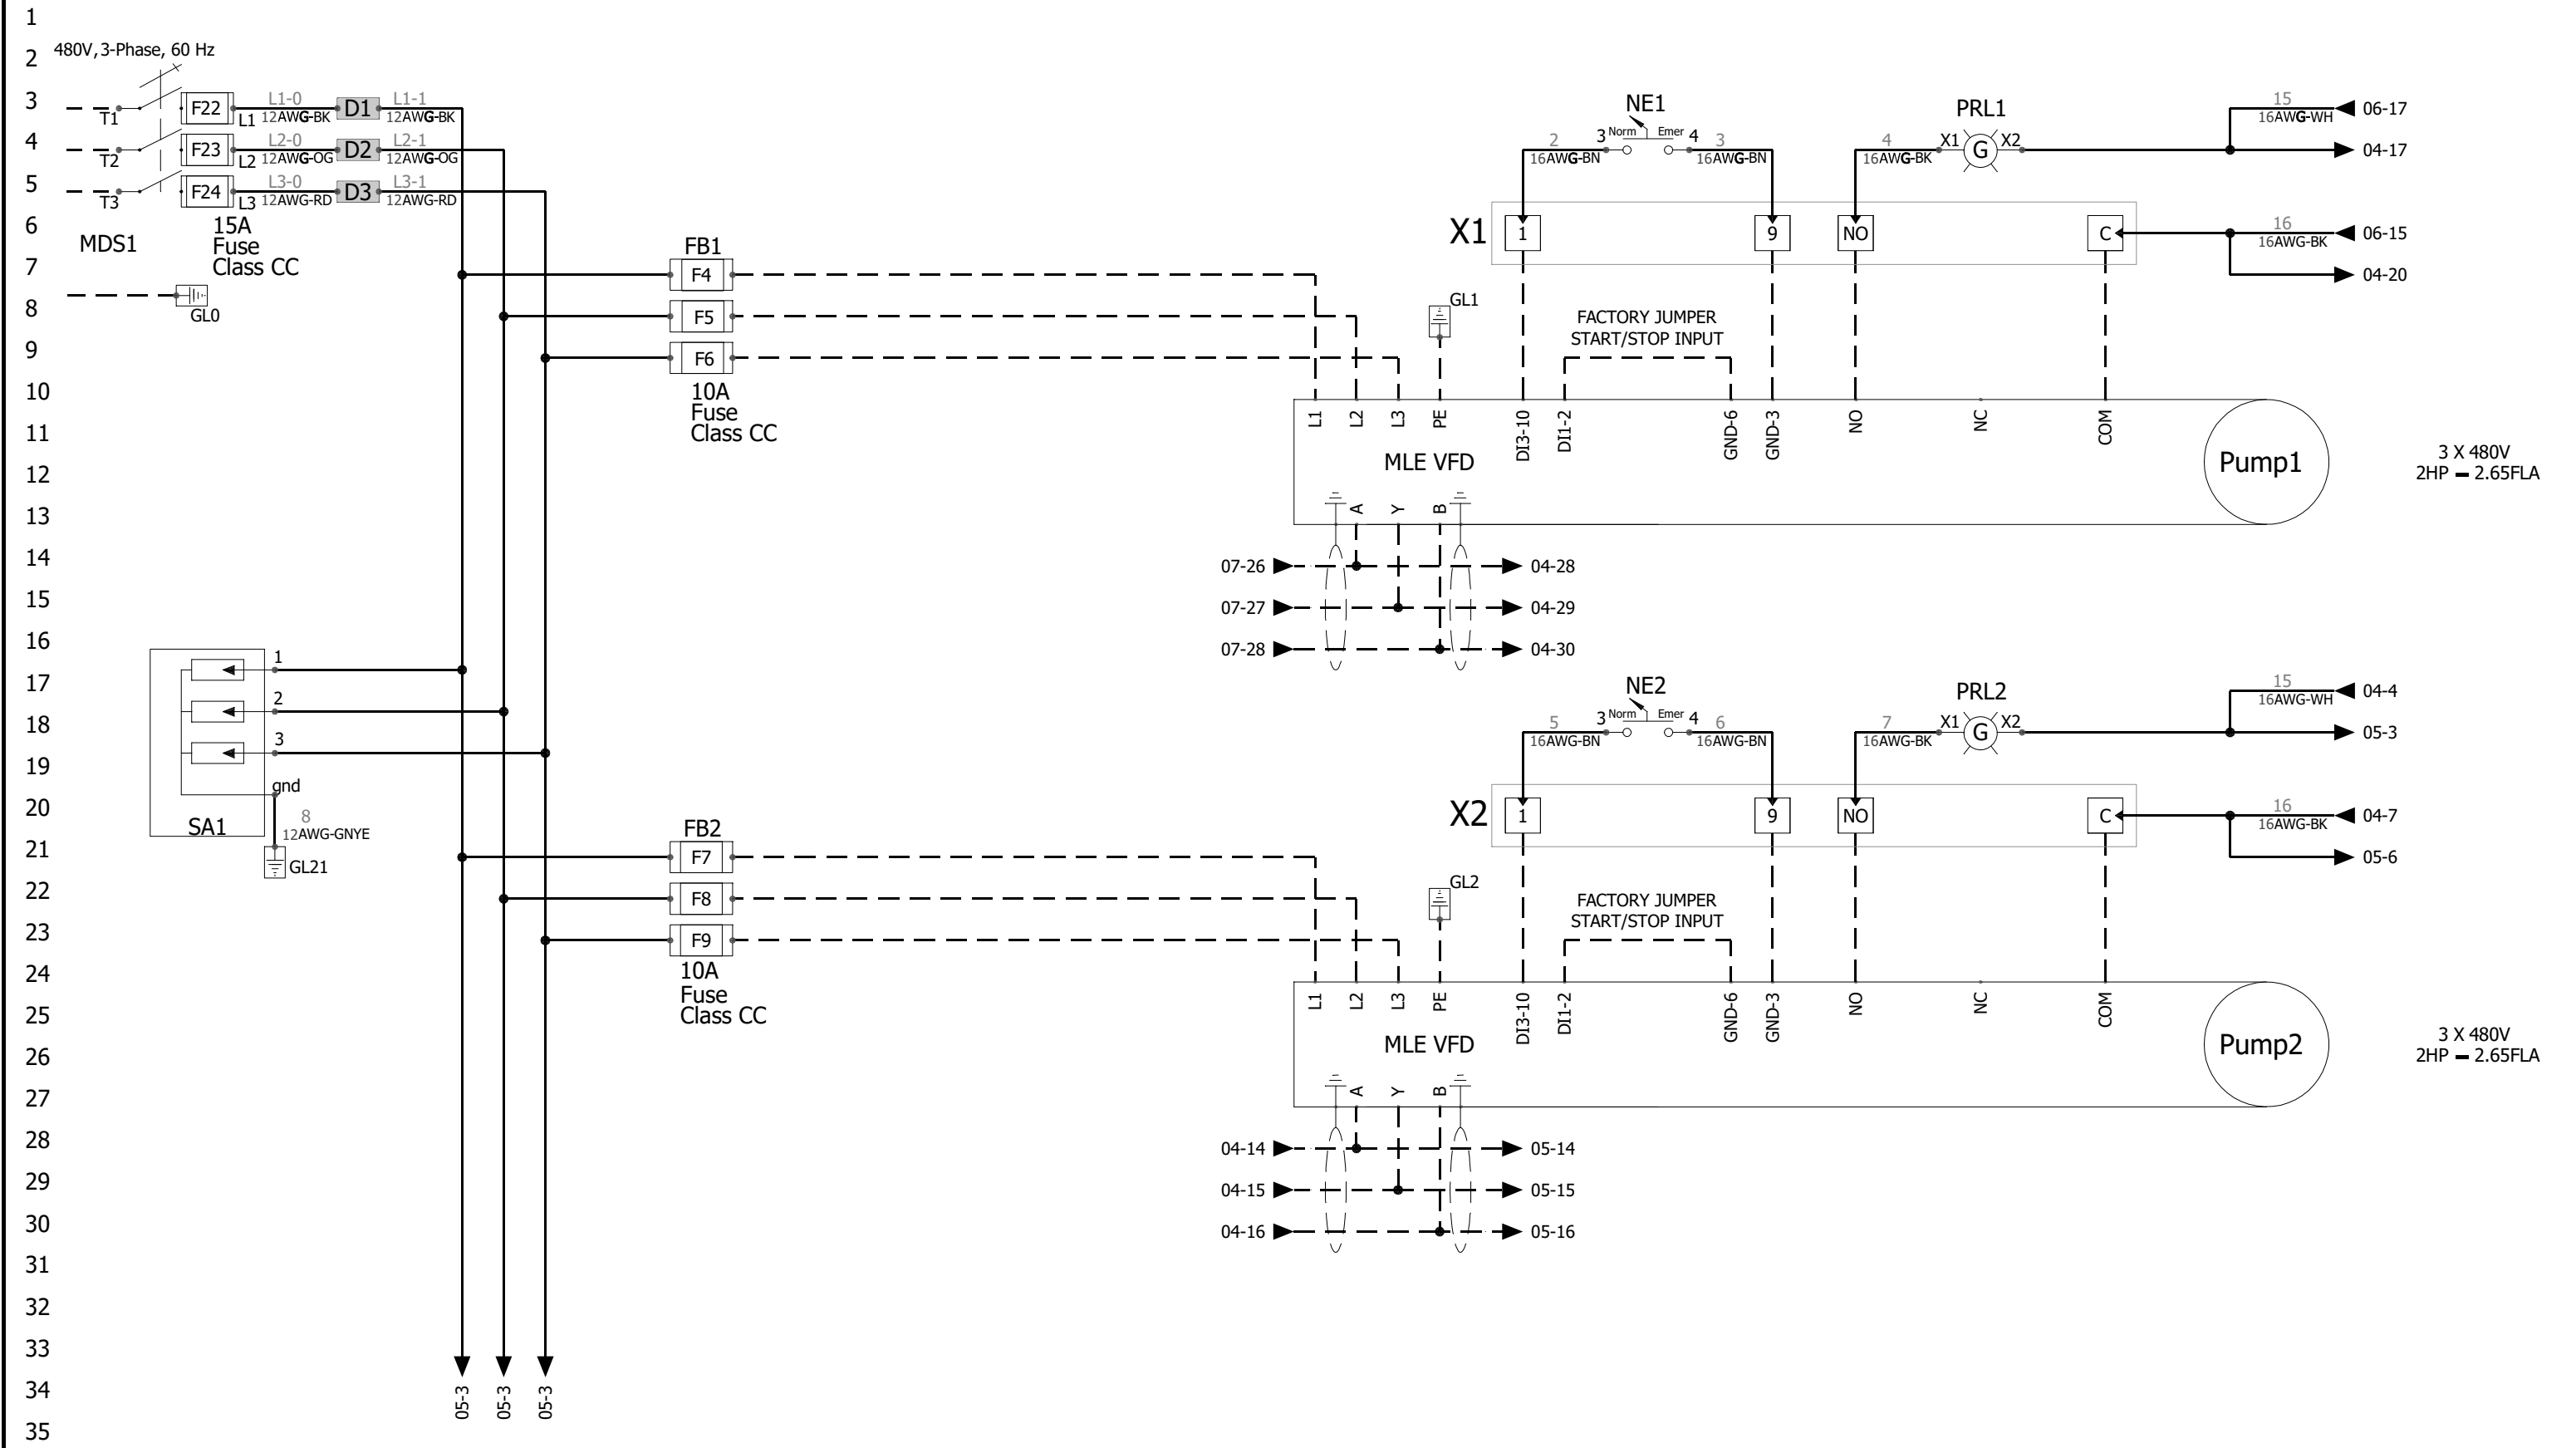 1
2
480V, 3-Phase, 60 Hz
3
T1
F22
L1
L1-0
12AWG-BK
D1
L1-1
12AWG-BK
4
T2
F23
L2
L2-0
12AWG-OG
D2
L2-1
12AWG-OG
5
T3
F24
L3
L3-0
12AWG-RD
D3
L3-1
12AWG-RD
6
MDS1
15A
Fuse
Class CC
7
8
GL0
9
10
11
12
13
14
15
16
17
18
19
20
21
22
23
24
25
26
27
28
29
30
31
32
33
34
35
FB1
F4
F5
F6
10A
Fuse
Class CC
NE1
2
16AWG-BN
3
Norm
Emer
4
3
16AWG-BN
PRL1
4
16AWG-BK
X1
G
X2
15
16AWG-WH
06-17
04-17
X1
1
9
NO
C
16
16AWG-BK
06-15
04-20
GL1
FACTORY JUMPER
START/STOP INPUT
L1
L2
L3
PE
DI3-10
DI1-2
GND-6
GND-3
NO
NC
COM
MLE VFD
Pump1
3 X 480V
2HP = 2.65FLA
A
Y
B
07-26
04-28
07-27
04-29
07-28
04-30
1
2
3
gnd
SA1
8
12AWG-GNYE
GL21
FB2
F7
F8
F9
10A
Fuse
Class CC
NE2
5
16AWG-BN
3
Norm
Emer
4
6
16AWG-BN
PRL2
7
16AWG-BK
X1
G
X2
15
16AWG-WH
04-4
05-3
X2
1
9
NO
C
16
16AWG-BK
04-7
05-6
GL2
FACTORY JUMPER
START/STOP INPUT
L1
L2
L3
PE
DI3-10
DI1-2
GND-6
GND-3
NO
NC
COM
MLE VFD
Pump2
3 X 480V
2HP = 2.65FLA
A
Y
B
04-14
05-14
04-15
05-15
04-16
05-16
05-3
05-3
05-3